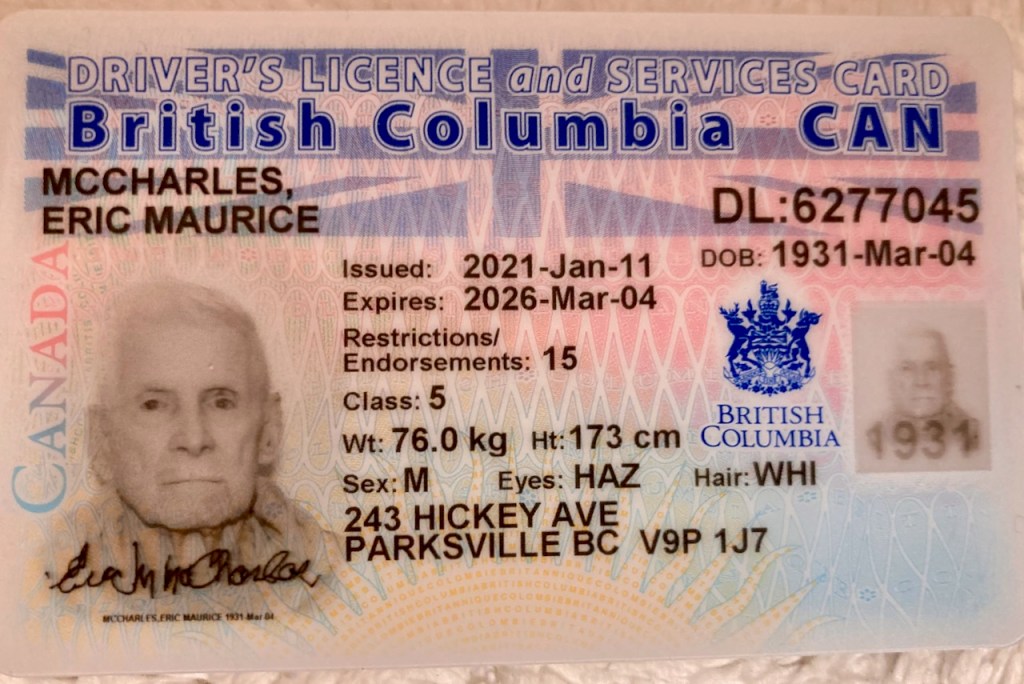 DRIVER'S LICENCE and SERVICES CARD
British Columbia CAN
MCCHARLES,
ERIC MAURICE
DL:6277045
DOB: 1931-Mar-04
CANADA
Issued: 2021-Jan-11
Expires: 2026-Mar-04
Restrictions/
Endorsements: 15
Class: 5
Wt: 76.0 kg Ht: 173 cm
Sex: M Eyes: HAZ Hair: WHI
243 HICKEY AVE
PARKSVILLE BC V9P 1J7
BRITISH
COLUMBIA
1931
MCCHARLES,ERIC MAURICE 1931-Mar-04